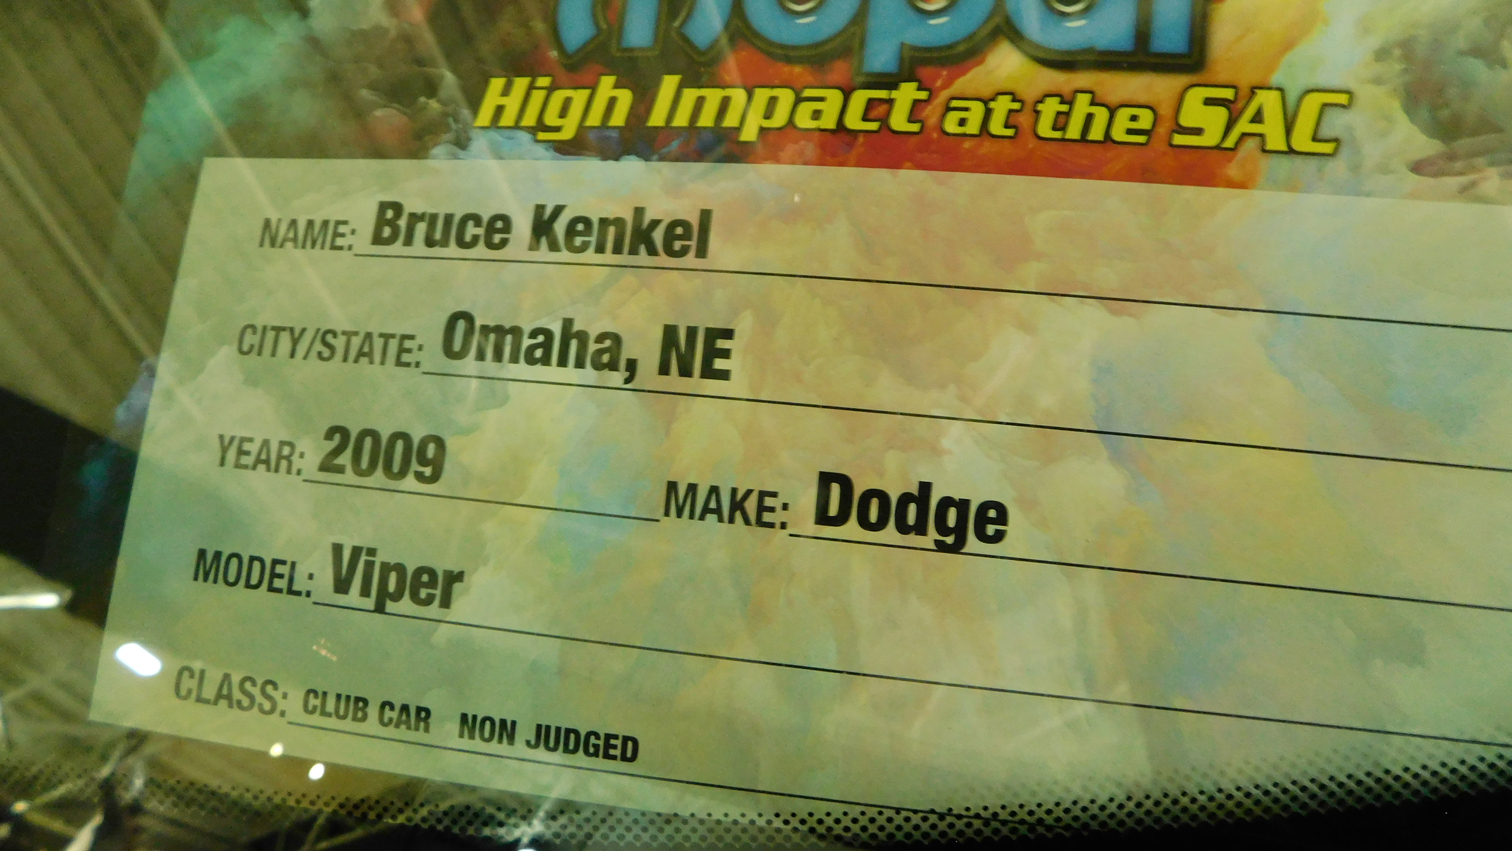 Mopar
High Impact at the SAC
NAME: Bruce Kenkel
CITY/STATE: Omaha, NE
YEAR: 2009 MAKE: Dodge
MODEL: Viper
CLASS: CLUB CAR NON JUDGED